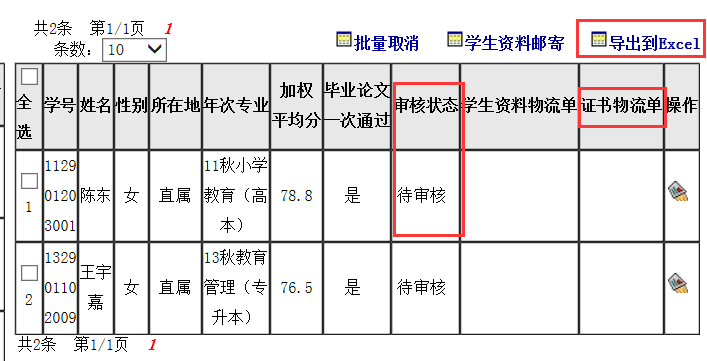 共2条 第1/1页 1
条数: 10
批量取消 学生资料邮寄 导出到Excel
全选 学号 姓名 性别 所在地 年次专业 加权平均分 毕业论文一次通过 审核状态 学生资料物流单 证书物流单 操作
1 112901203001 陈东 女 直属 11秋小学教育（高本） 78.8 是 待审核
2 132901102009 王宇嘉 女 直属 13秋教育管理（专升本） 76.5 是 待审核
共2条 第1/1页 1